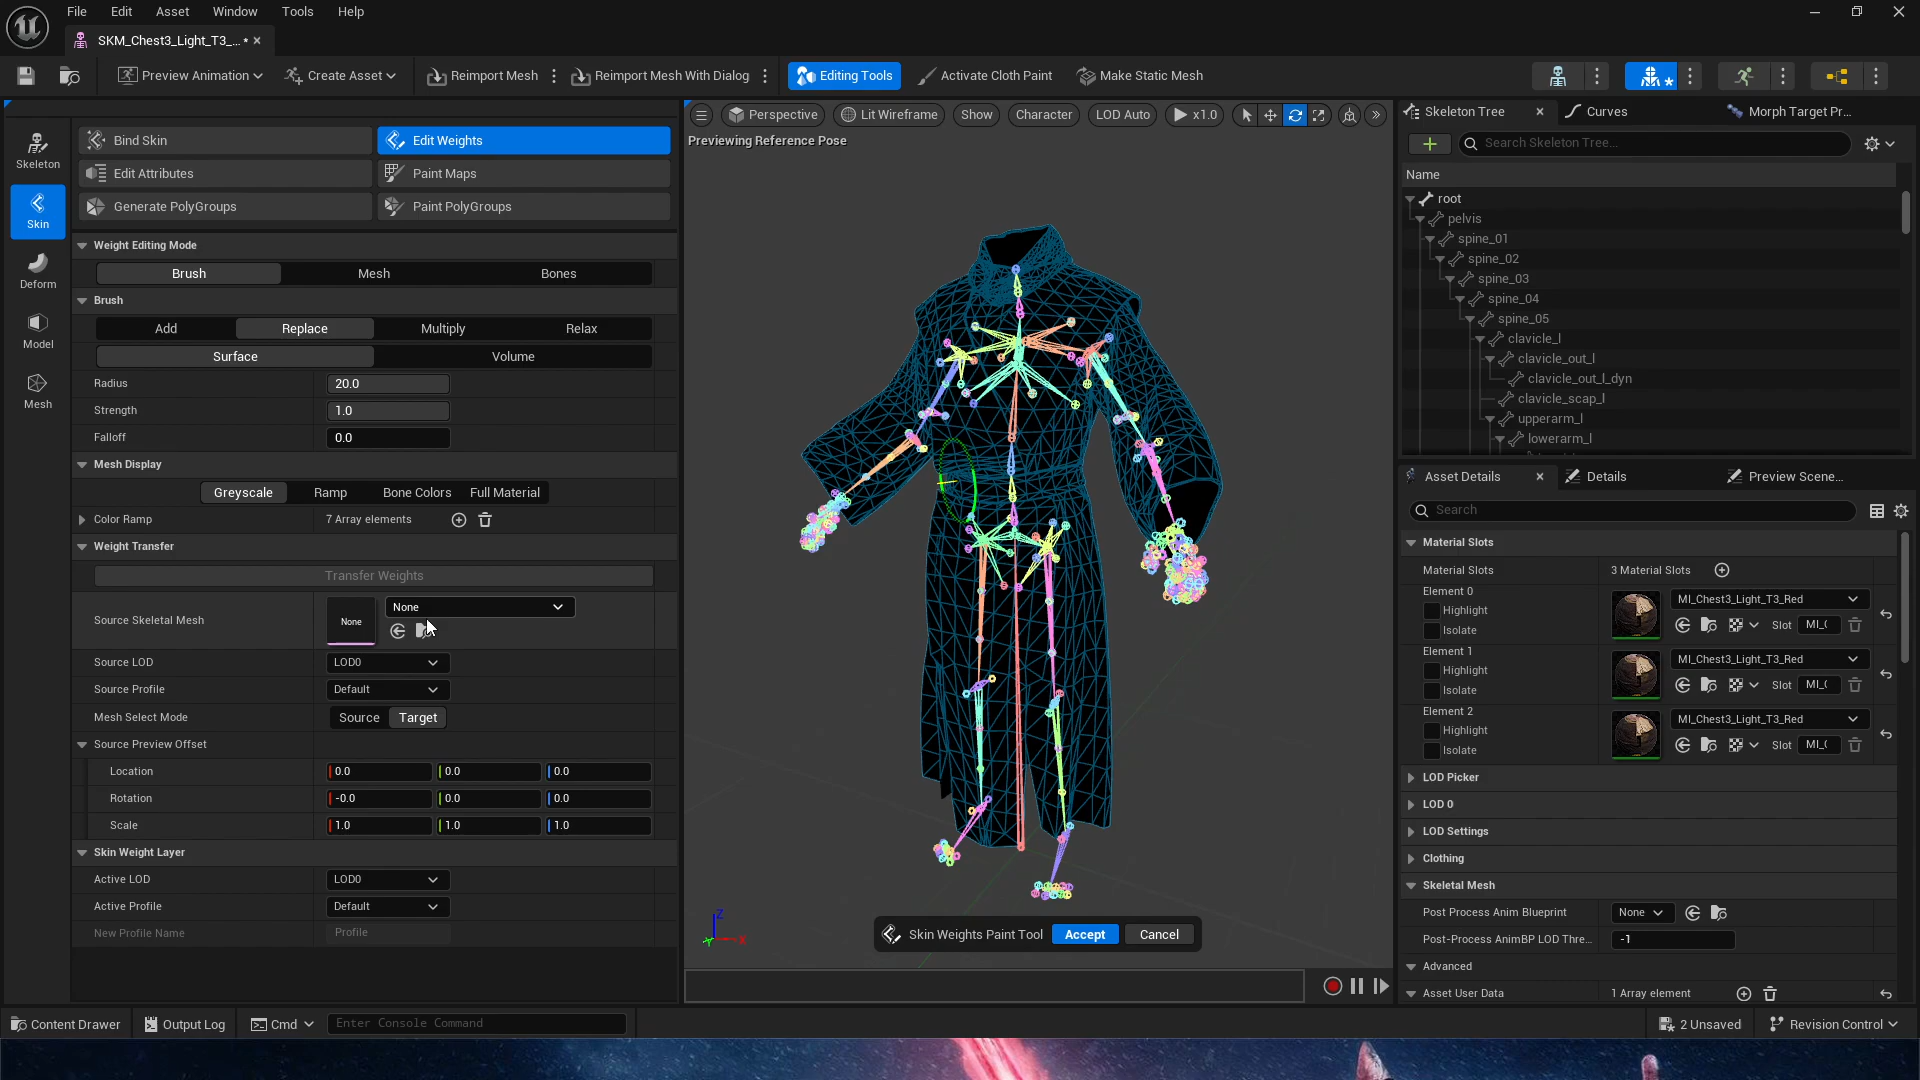 File Edit Asset Window Tools Help
SKM_Chest3_Light_T3_... •
Preview Animation Create Asset Reimport Mesh Reimport Mesh With Dialog Editing Tools Activate Cloth Paint Make Static Mesh
Skeleton
Skin
Deform
Model
Mesh
Bind Skin Edit Weights
Edit Attributes Paint Maps
Generate PolyGroups Paint PolyGroups
Weight Editing Mode
Brush Mesh Bones
Brush
Add Replace Multiply Relax
Surface Volume
Radius 20.0
Strength 1.0
Falloff 0.0
Mesh Display
Greyscale Ramp Bone Colors Full Material
Color Ramp 7 Array elements
Weight Transfer
Transfer Weights
Source Skeletal Mesh None None
Source LOD LOD0
Source Profile Default
Mesh Select Mode Source Target
Source Preview Offset
Location 0.0 0.0 0.0
Rotation -0.0 0.0 0.0
Scale 1.0 1.0 1.0
Skin Weight Layer
Active LOD LOD0
Active Profile Default
New Profile Name Profile
Perspective Lit Wireframe Show Character LOD Auto x1.0
Previewing Reference Pose
Z
X
Y
Skin Weights Paint Tool Accept Cancel
Skeleton Tree Curves Morph Target Pr...
Search Skeleton Tree...
Name
root
pelvis
spine_01
spine_02
spine_03
spine_04
spine_05
clavicle_l
clavicle_out_l
clavicle_out_l_dyn
clavicle_scap_l
upperarm_l
lowerarm_l
Asset Details Details Preview Scene...
Search
Material Slots
Material Slots 3 Material Slots
Element 0
Highlight
Isolate
MI_Chest3_Light_T3_Red
Slot MI_(
Element 1
Highlight
Isolate
MI_Chest3_Light_T3_Red
Slot MI_(
Element 2
Highlight
Isolate
MI_Chest3_Light_T3_Red
Slot MI_(
LOD Picker
LOD 0
LOD Settings
Clothing
Skeletal Mesh
Post Process Anim Blueprint None
Post-Process AnimBP LOD Thre... -1
Advanced
Asset User Data 1 Array element
Content Drawer Output Log Cmd Enter Console Command 2 Unsaved Revision Control